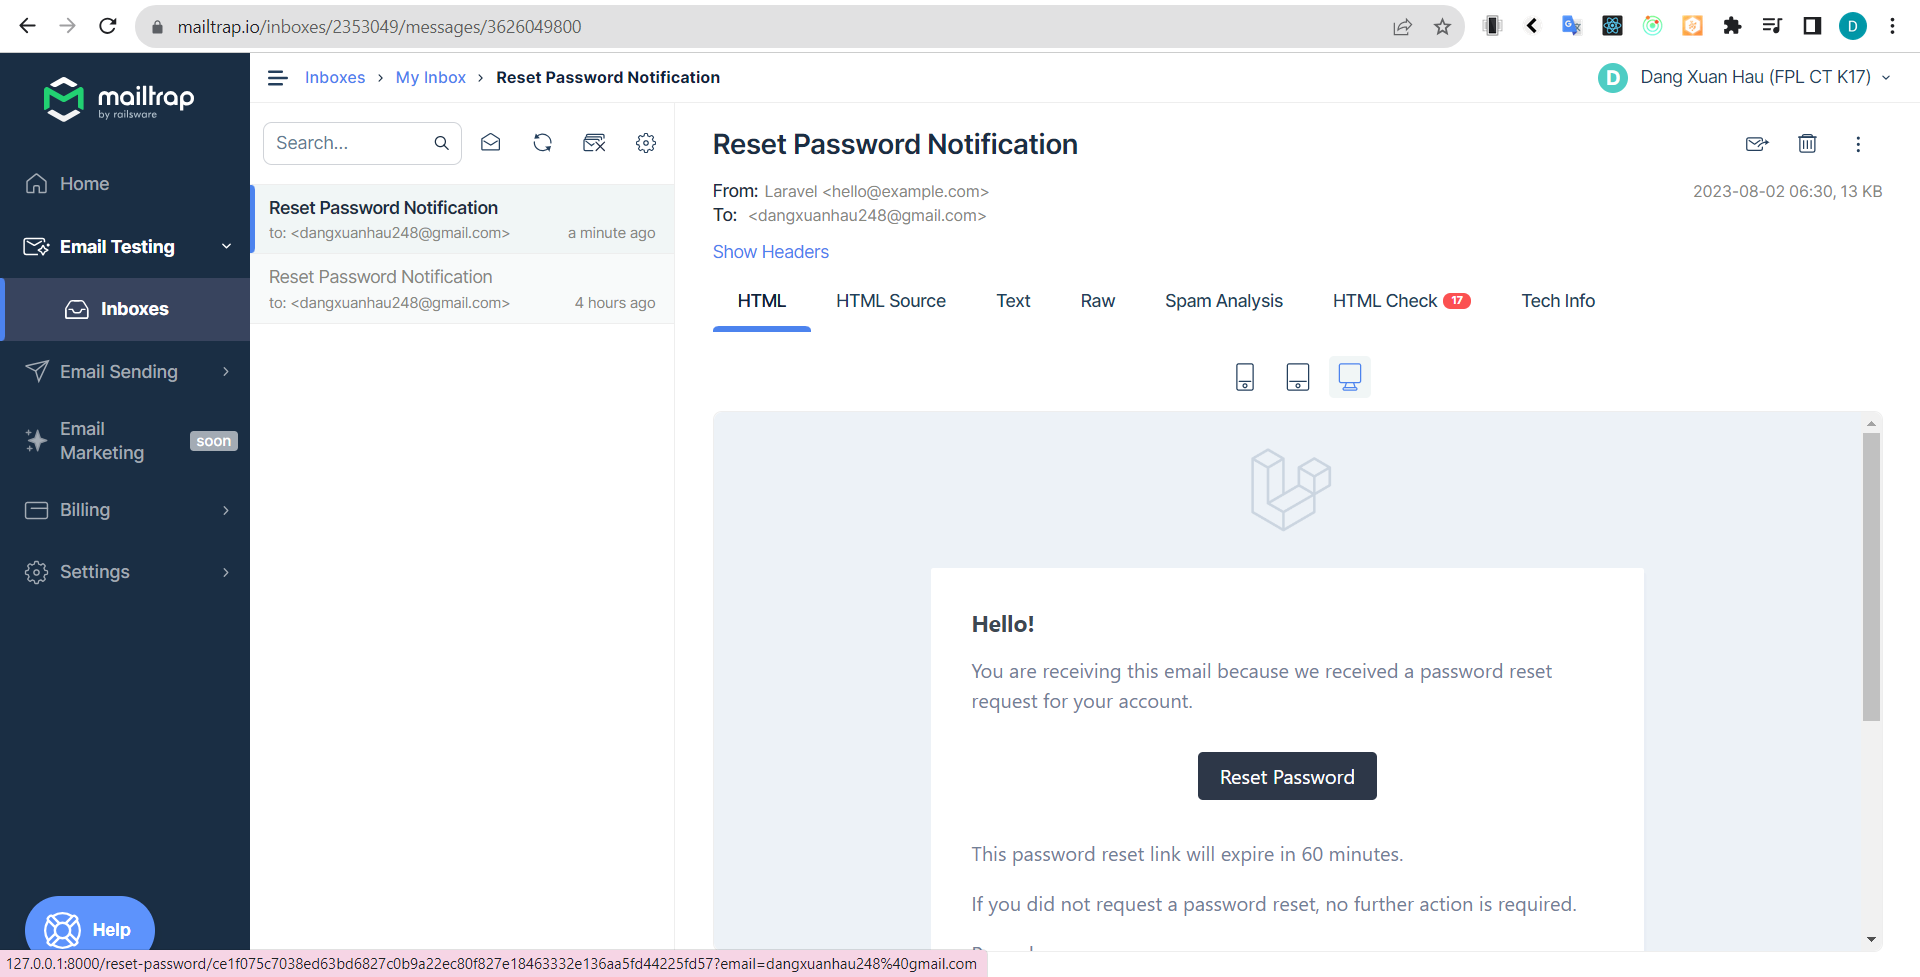 mailtrap.io/inboxes/2353049/messages/3626049800
D
mailtrap
by railsware
Inboxes › My Inbox › Reset Password Notification
D Dang Xuan Hau (FPL CT K17)
Home
Email Testing
Inboxes
Email Sending
Email
Marketing
soon
Billing
Settings
Help
Search...
Reset Password Notification
to: <dangxuanhau248@gmail.com> a minute ago
Reset Password Notification
to: <dangxuanhau248@gmail.com> 4 hours ago
Reset Password Notification
From: Laravel <hello@example.com>
2023-08-02 06:30, 13 KB
To: <dangxuanhau248@gmail.com>
Show Headers
HTML HTML Source Text Raw Spam Analysis HTML Check 17 Tech Info
Hello!
You are receiving this email because we received a password reset
request for your account.
Reset Password
This password reset link will expire in 60 minutes.
If you did not request a password reset, no further action is required.
127.0.0.1:8000/reset-password/ce1f075c7038ed63bd6827c0b9a22ec80f827e18463332e136aa5fd44225fd57?email=dangxuanhau248%40gmail.com